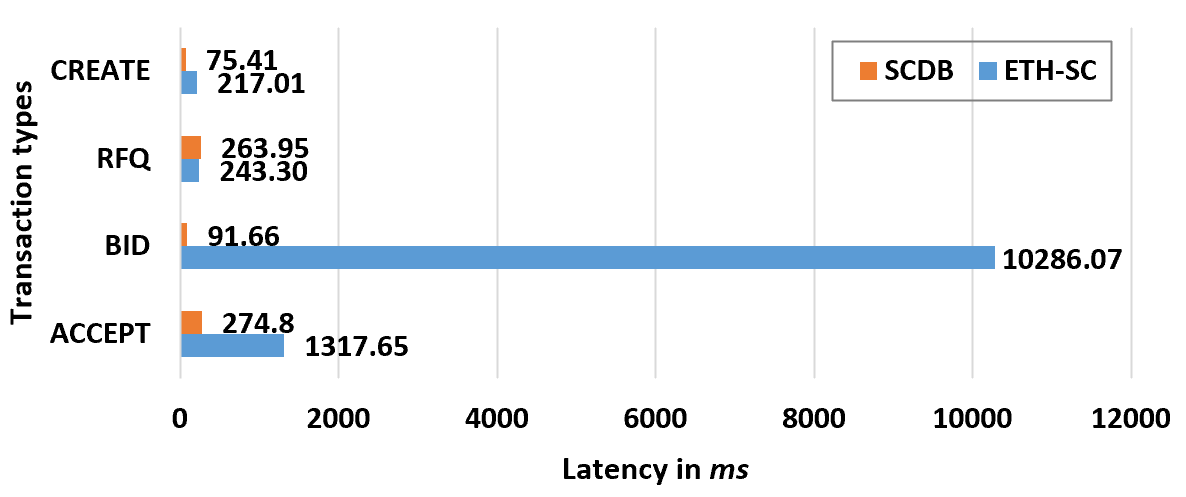 SCDB ETH-SC
Transaction types
CREATE
75.41
217.01
RFQ
263.95
243.30
BID
91.66
10286.07
ACCEPT
274.8
1317.65
0 2000 4000 6000 8000 10000 12000
Latency in ms